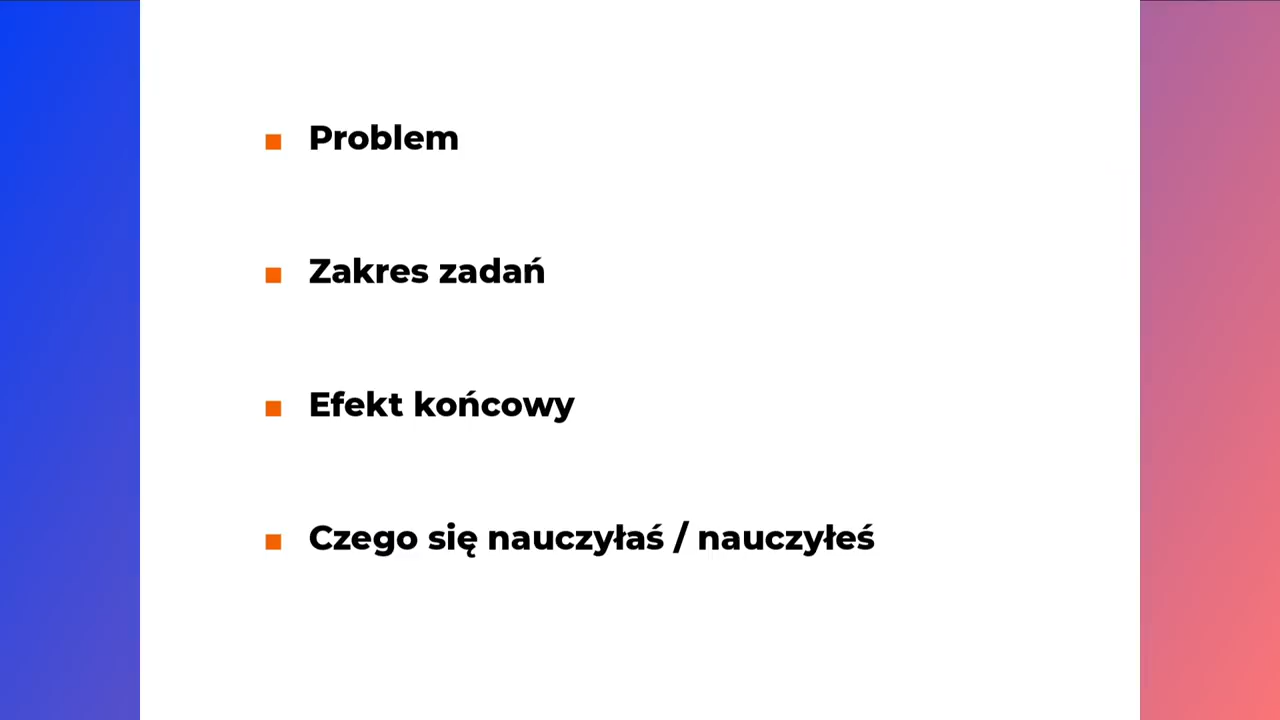 Problem
Zakres zadań
Efekt końcowy
Czego się nauczyłaś / nauczyłeś